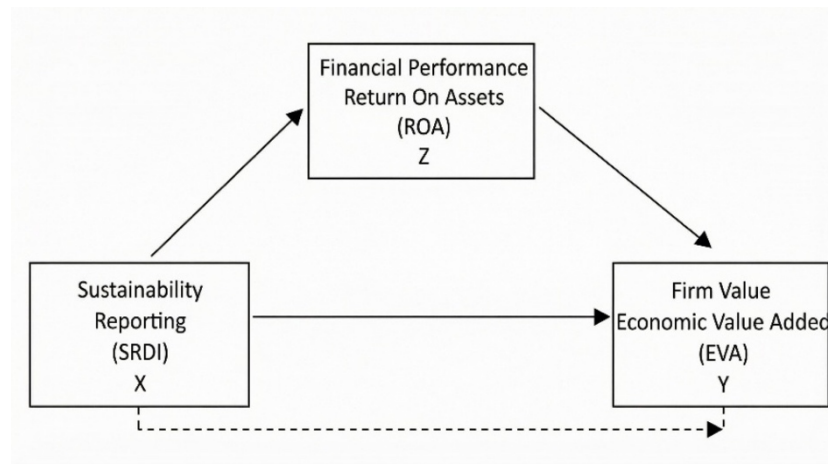 Financial Performance
Return On Assets
(ROA)
Z
Sustainability
Reporting
(SRDI)
X
Firm Value
Economic Value Added
(EVA)
Y